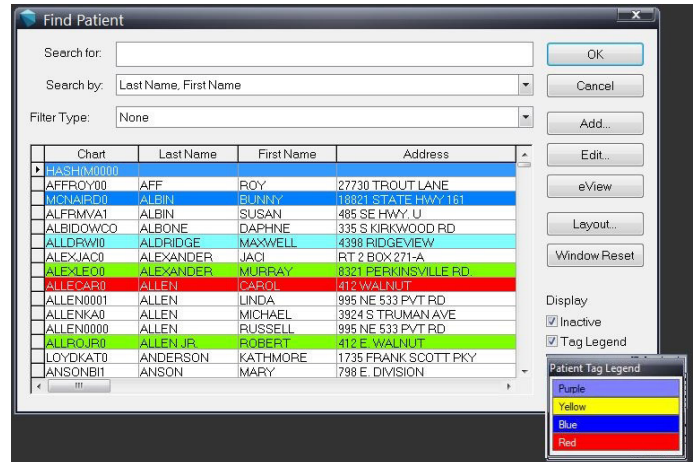 Find Patient
Search for:
OK
Search by: Last Name, First Name
Cancel
Filter Type: None
Add...
Chart Last Name First Name Address
Edit...
HASH(M0000
AFFROY00 AFF ROY 27730 TROUT LANE
eView
MCNAIRD0 ALBIN BUNNY 18821 STATE HWY 161
ALFRMVA1 ALBIN SUSAN 485 SE HWY. U
ALBIDOWCO ALBONE DAPHNE 335 S KIRKWOOD RD
Layout...
ALLDRWI0 ALDRIDGE MAXWELL 4398 RIDGEVIEW
ALEXJAC0 ALEXANDER JACI RT 2 BOX 271-A
Window Reset
ALEXLEO0 ALEXANDER MURRAY 8321 PERKINSVILLE RD.
ALLECAR0 ALLEN CAROL 412 WALNUT
ALLEN0001 ALLEN LINDA 995 NE 533 PVT RD
Display
ALLENKA0 ALLEN MICHAEL 3924 S TRUMAN AVE
Inactive
ALLEN0000 ALLEN RUSSELL 995 NE 533 PVT RD
ALLROJR0 ALLEN JR. ROBERT 412 E. WALNUT
Tag Legend
LOYDKAT0 ANDERSON KATHMORE 1735 FRANK SCOTT PKY
ANSONBI1 ANSON MARY 798 E. DIVISION
Patient Tag Legend
Purple
Yellow
Blue
Red